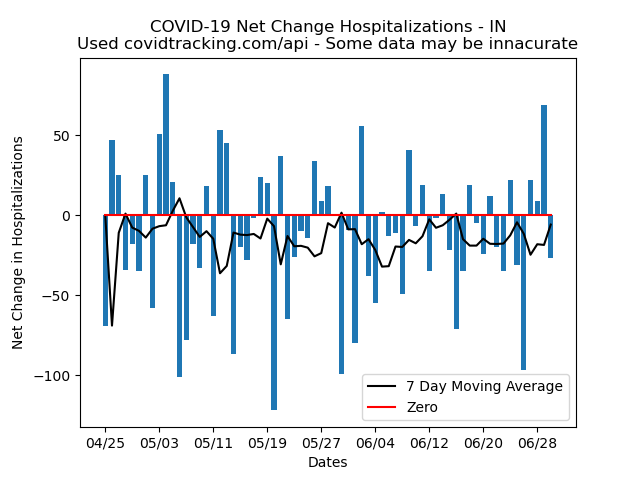 COVID-19 Net Change Hospitalizations - IN
Used covidtracking.com/api - Some data may be innacurate
Net Change in Hospitalizations
50
0
−50
−100
7 Day Moving Average
Zero
04/25 05/03 05/11 05/19 05/27 06/04 06/12 06/20 06/28
Dates